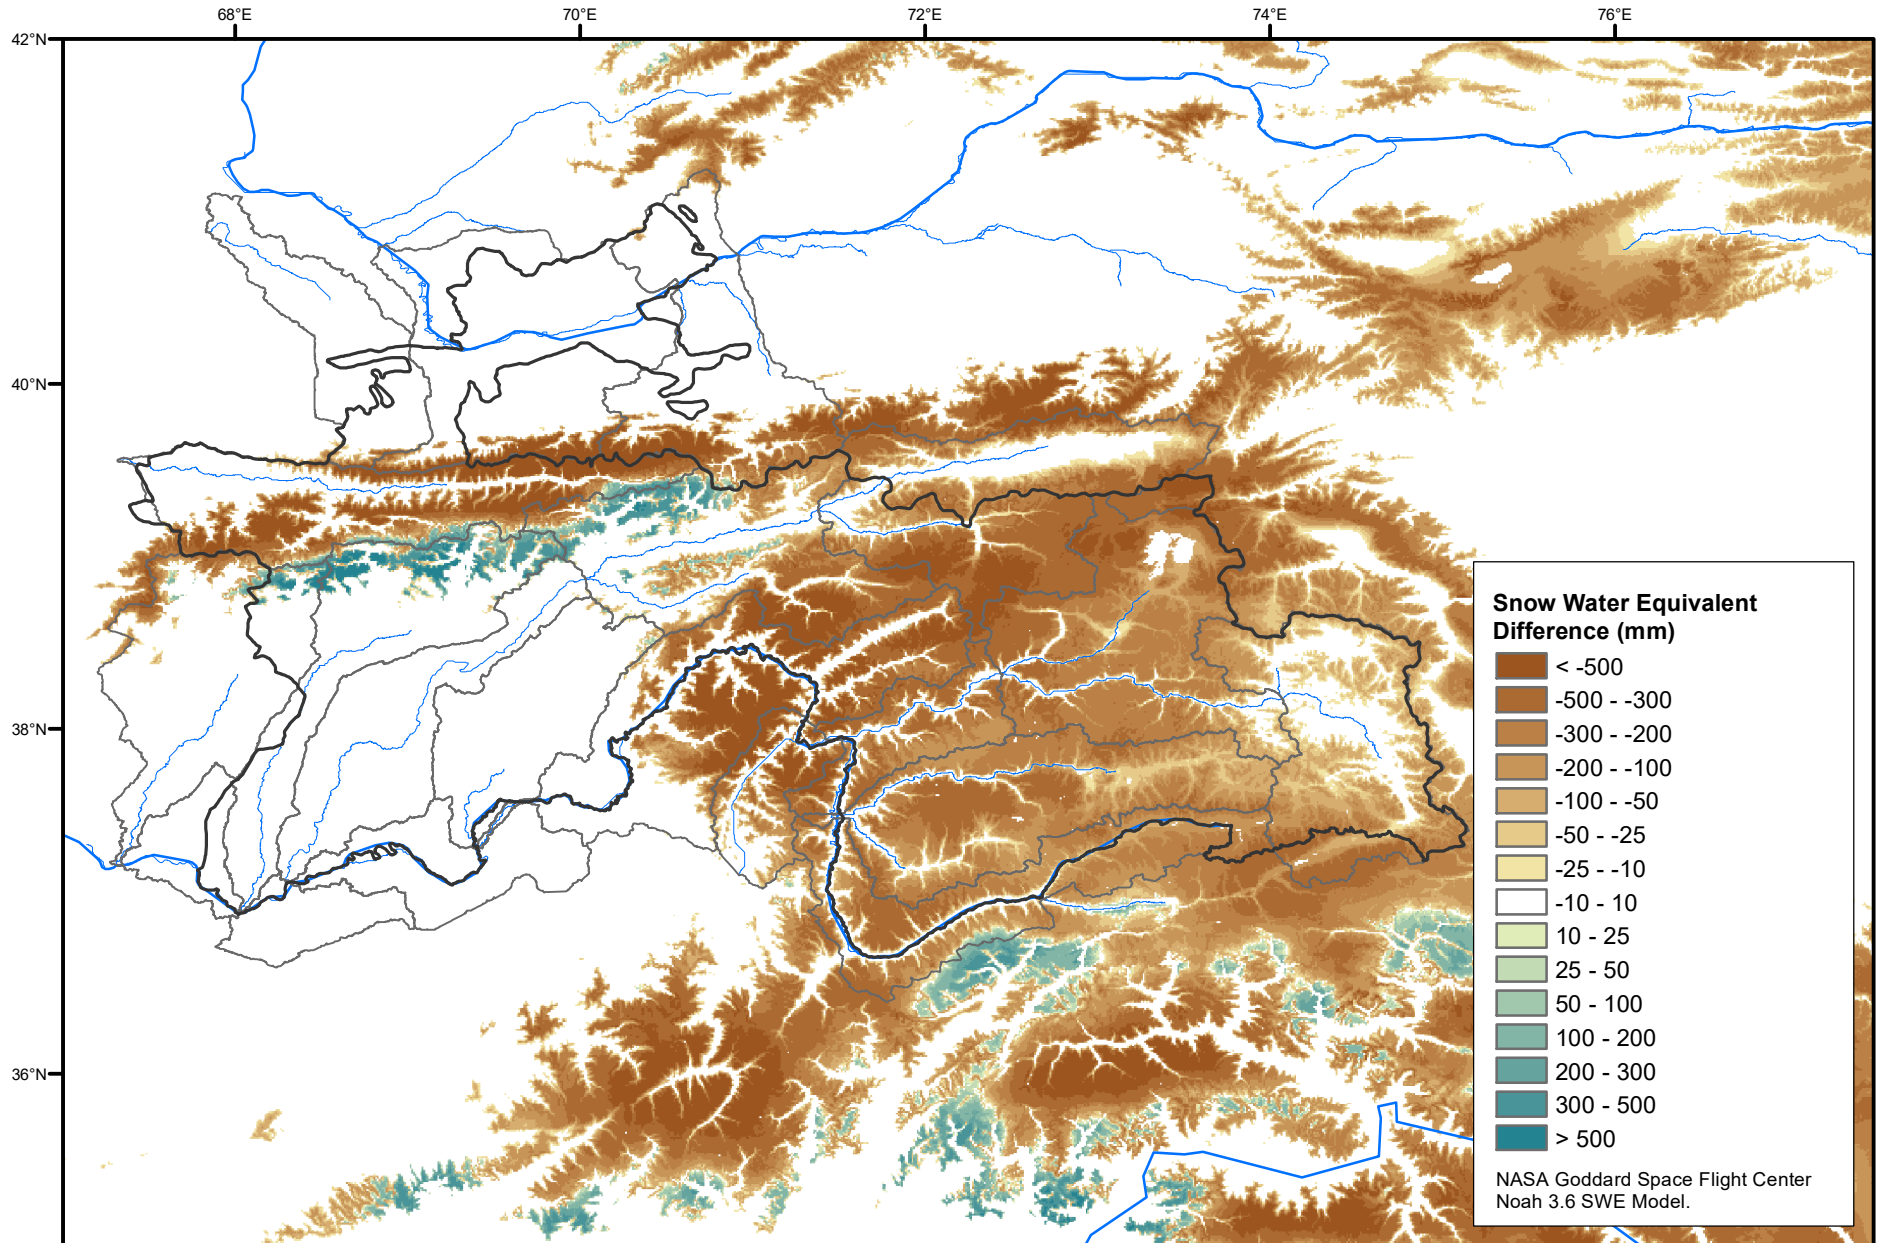 68°E
70°E
72°E
74°E
76°E
42°N
40°N
38°N
36°N
Snow Water Equivalent
Difference (mm)
< -500
-500 - -300
-300 - -200
-200 - -100
-100 - -50
-50 - -25
-25 - -10
-10 - 10
10 - 25
25 - 50
50 - 100
100 - 200
200 - 300
300 - 500
> 500
NASA Goddard Space Flight Center
Noah 3.6 SWE Model.